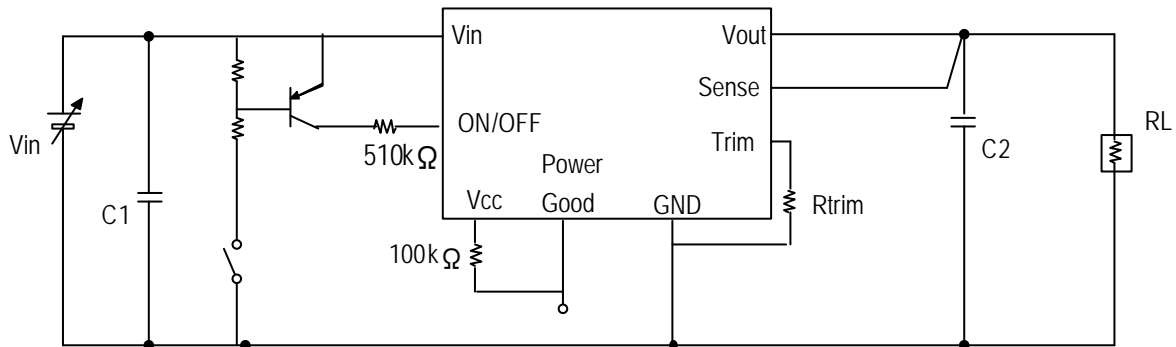 Vin
Vout
Sense
ON/OFF
Trim
RL
Vin
510kΩ
Power
Good
C2
C1
Vcc
GND
Rtrim
100kΩ